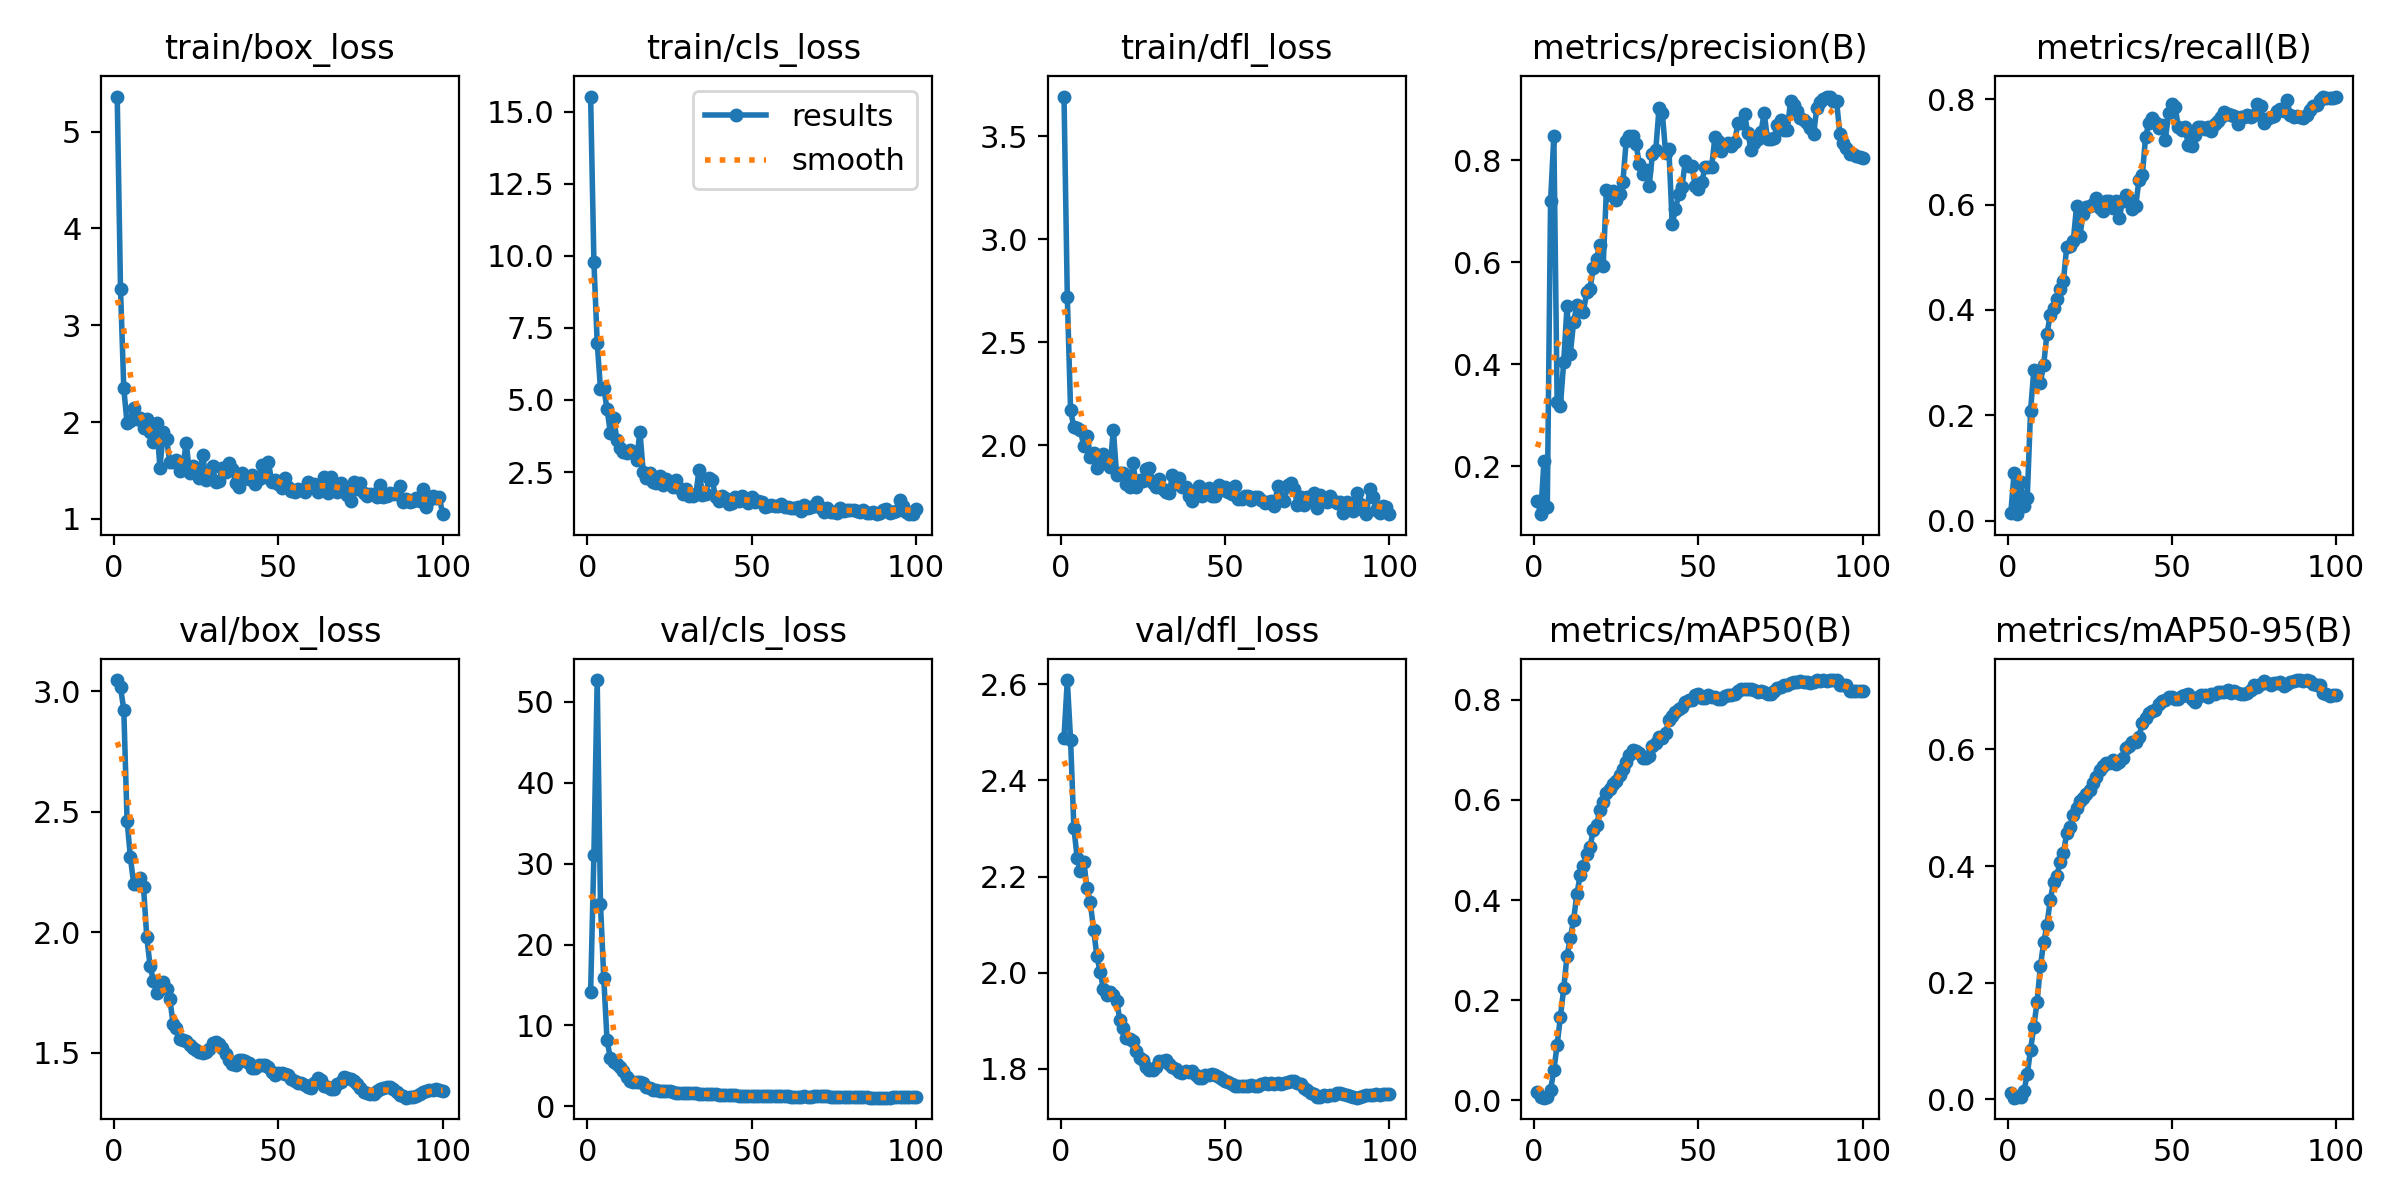 train/box_loss
5
4
3
2
1
0 50 100
train/cls_loss
results
smooth
15.0
12.5
10.0
7.5
5.0
2.5
0 50 100
train/dfl_loss
3.5
3.0
2.5
2.0
0 50 100
metrics/precision(B)
0.8
0.6
0.4
0.2
0 50 100
metrics/recall(B)
0.8
0.6
0.4
0.2
0.0
0 50 100
val/box_loss
3.0
2.5
2.0
1.5
0 50 100
val/cls_loss
50
40
30
20
10
0
0 50 100
val/dfl_loss
2.6
2.4
2.2
2.0
1.8
0 50 100
metrics/mAP50(B)
0.8
0.6
0.4
0.2
0.0
0 50 100
metrics/mAP50-95(B)
0.6
0.4
0.2
0.0
0 50 100